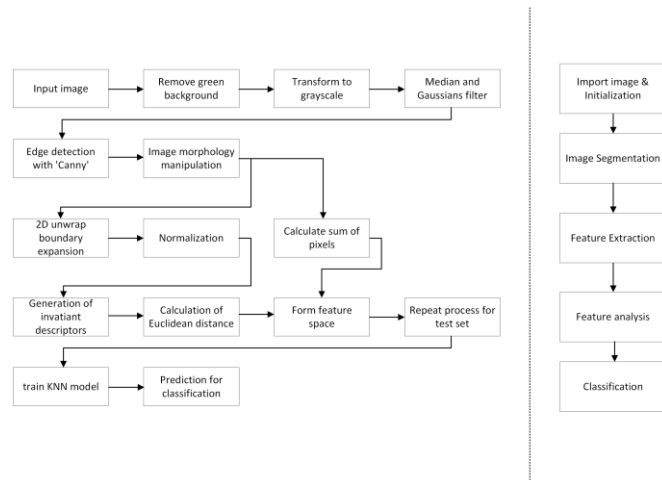 Input image
Remove green
background
Transform to
grayscale
Median and
Gaussians filter
Edge detection
with 'Canny'
Image morphology
manipulation
2D unwrap
boundary
expansion
Normalization
Calculate sum of
pixels
Generation of
invatiant
descriptors
Calculation of
Euclidean distance
Form feature
space
Repeat process for
test set
train KNN model
Prediction for
classification
Import image &
Initialization
Image Segmentation
Feature Extraction
Feature analysis
Classification